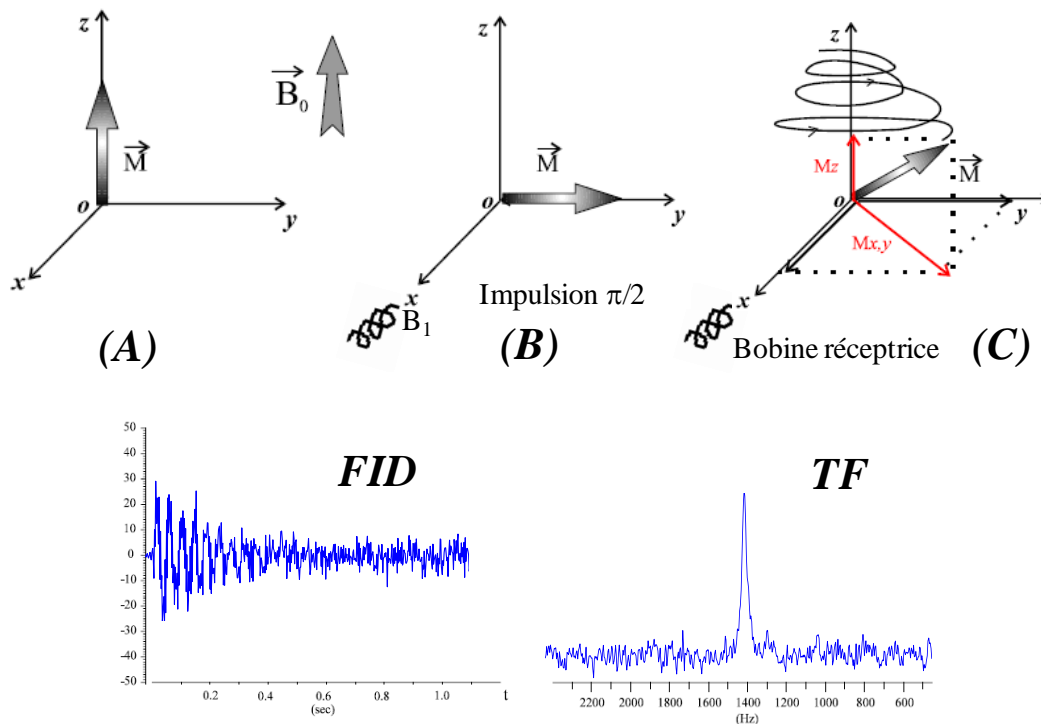 z
B₀
M
o
y
x
(A)
z
M
o
y
x
B₁
Impulsion π/2
(B)
z
Mz
M
o
y
Mx,y
x
Bobine réceptrice
(C)
FID
50
40
30
20
10
0
-10
-20
-30
-40
-50
0.2 0.4 0.6 0.8 1.0 t
(sec)
TF
2200 2000 1800 1600 1400 1200 1000 800 600
(Hz)